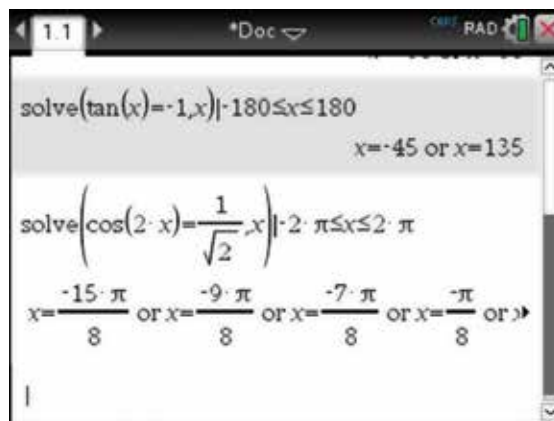 1.1 *Doc CAPS RAD
solve(tan(x)=-1,x)|-180≤x≤180
x=-45 or x=135
solve(cos(2·x)=1/√2,x)|-2·π≤x≤2·π
x=-15·π/8 or x=-9·π/8 or x=-7·π/8 or x=-π/8 or